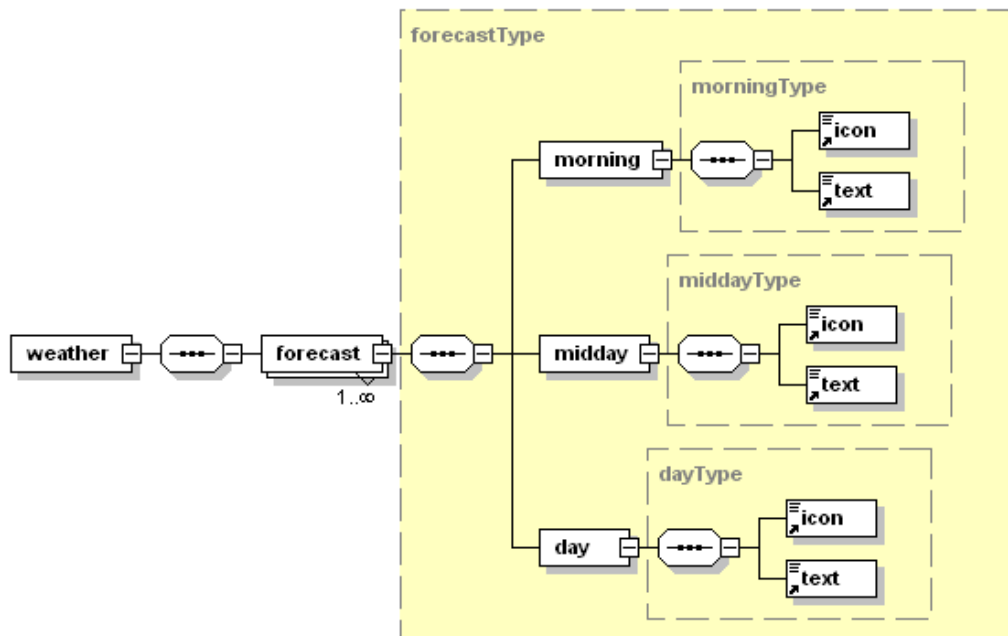 forecastType
morningType
icon
morning
text
middayType
icon
weather
forecast
midday
1..∞
text
dayType
icon
day
text